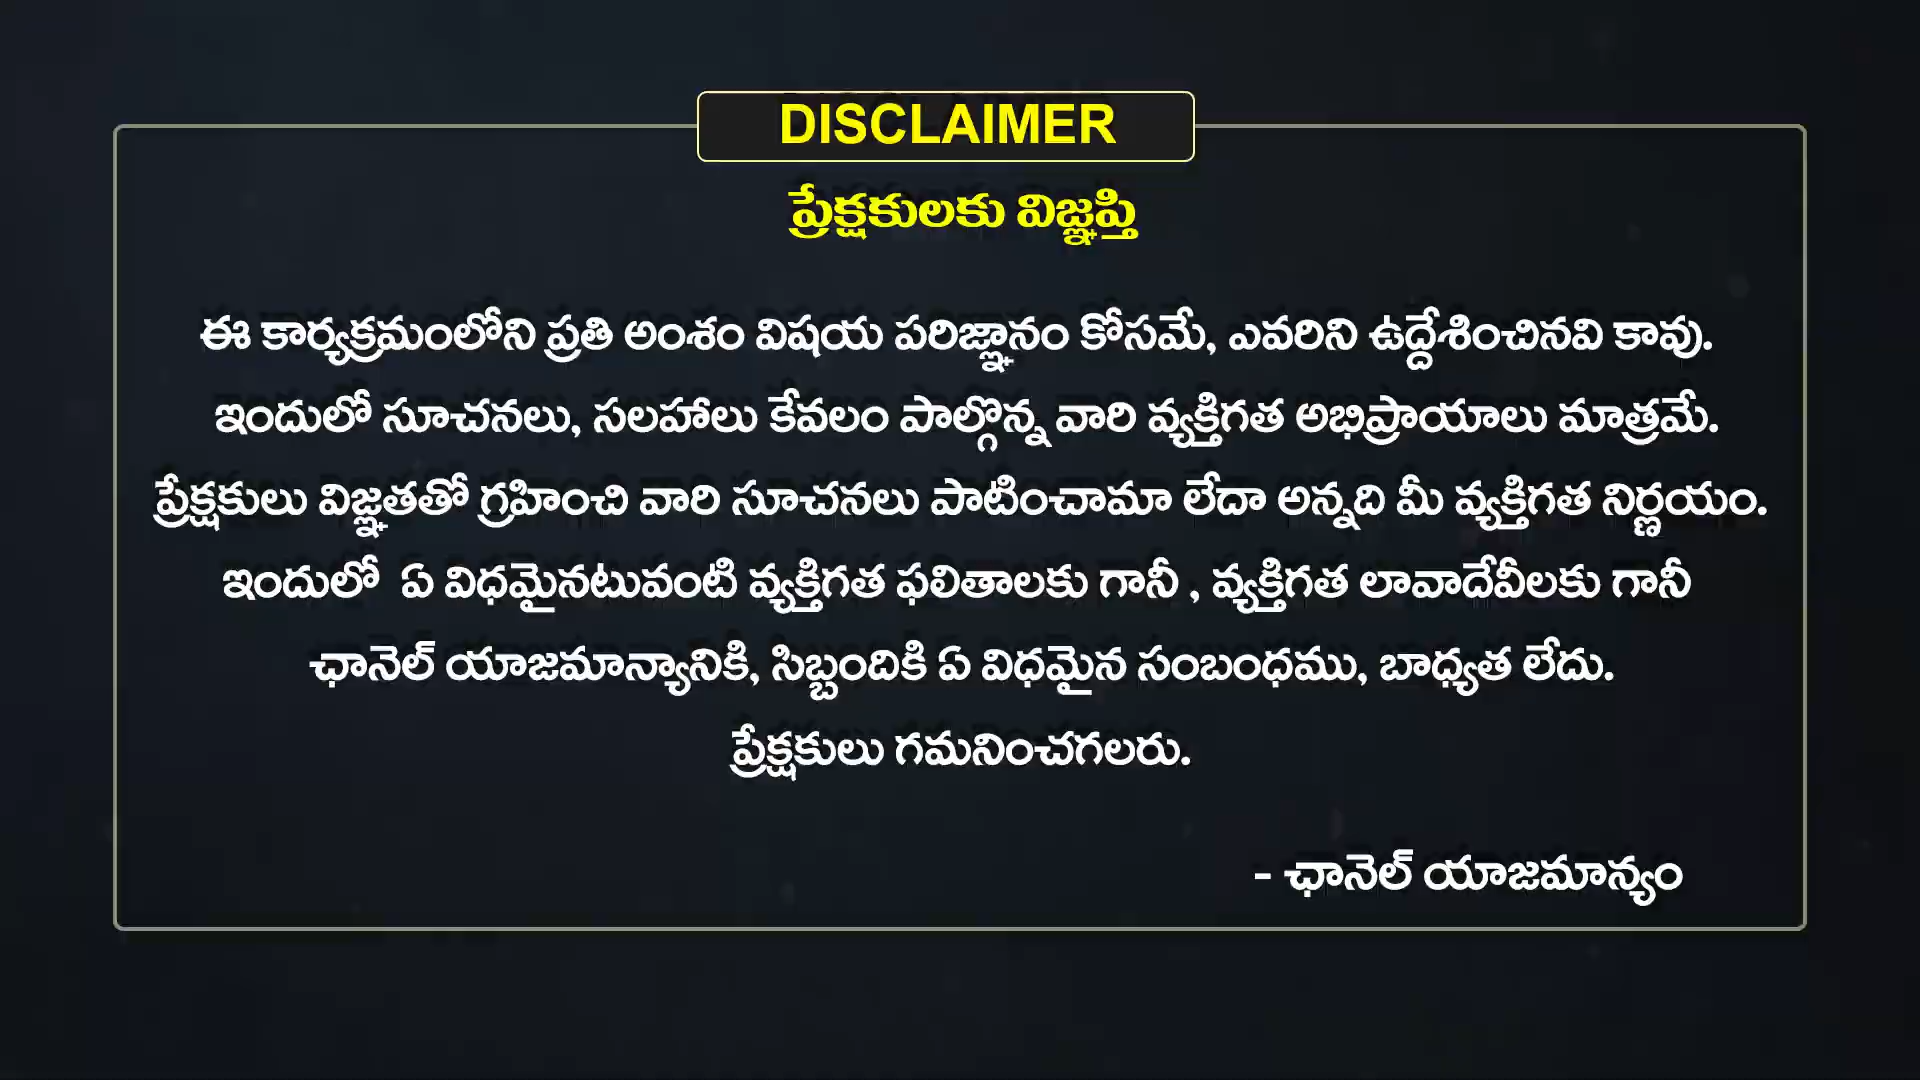 DISCLAIMER
ప్రేక్షకులకు విజ్ఞప్తి
ఈ కార్యక్రమంలోని ప్రతి అంశం విషయ పరిజ్ఞానం కోసమే, ఎవరిని ఉద్దేశించినవి కావు.
ఇందులో సూచనలు, సలహాలు కేవలం పాల్గొన్న వారి వ్యక్తిగత అభిప్రాయాలు మాత్రమే.
ప్రేక్షకులు విజ్ఞతతో గ్రహించి వారి సూచనలు పాటించామా లేదా అన్నది మీ వ్యక్తిగత నిర్ణయం.
ఇందులో ఏ విధమైనటువంటి వ్యక్తిగత ఫలితాలకు గానీ , వ్యక్తిగత లావాదేవీలకు గానీ
ఛానెల్ యాజమాన్యానికి, సిబ్బందికి ఏ విధమైన సంబంధము, బాధ్యత లేదు.
ప్రేక్షకులు గమనించగలరు.
- ఛానెల్ యాజమాన్యం